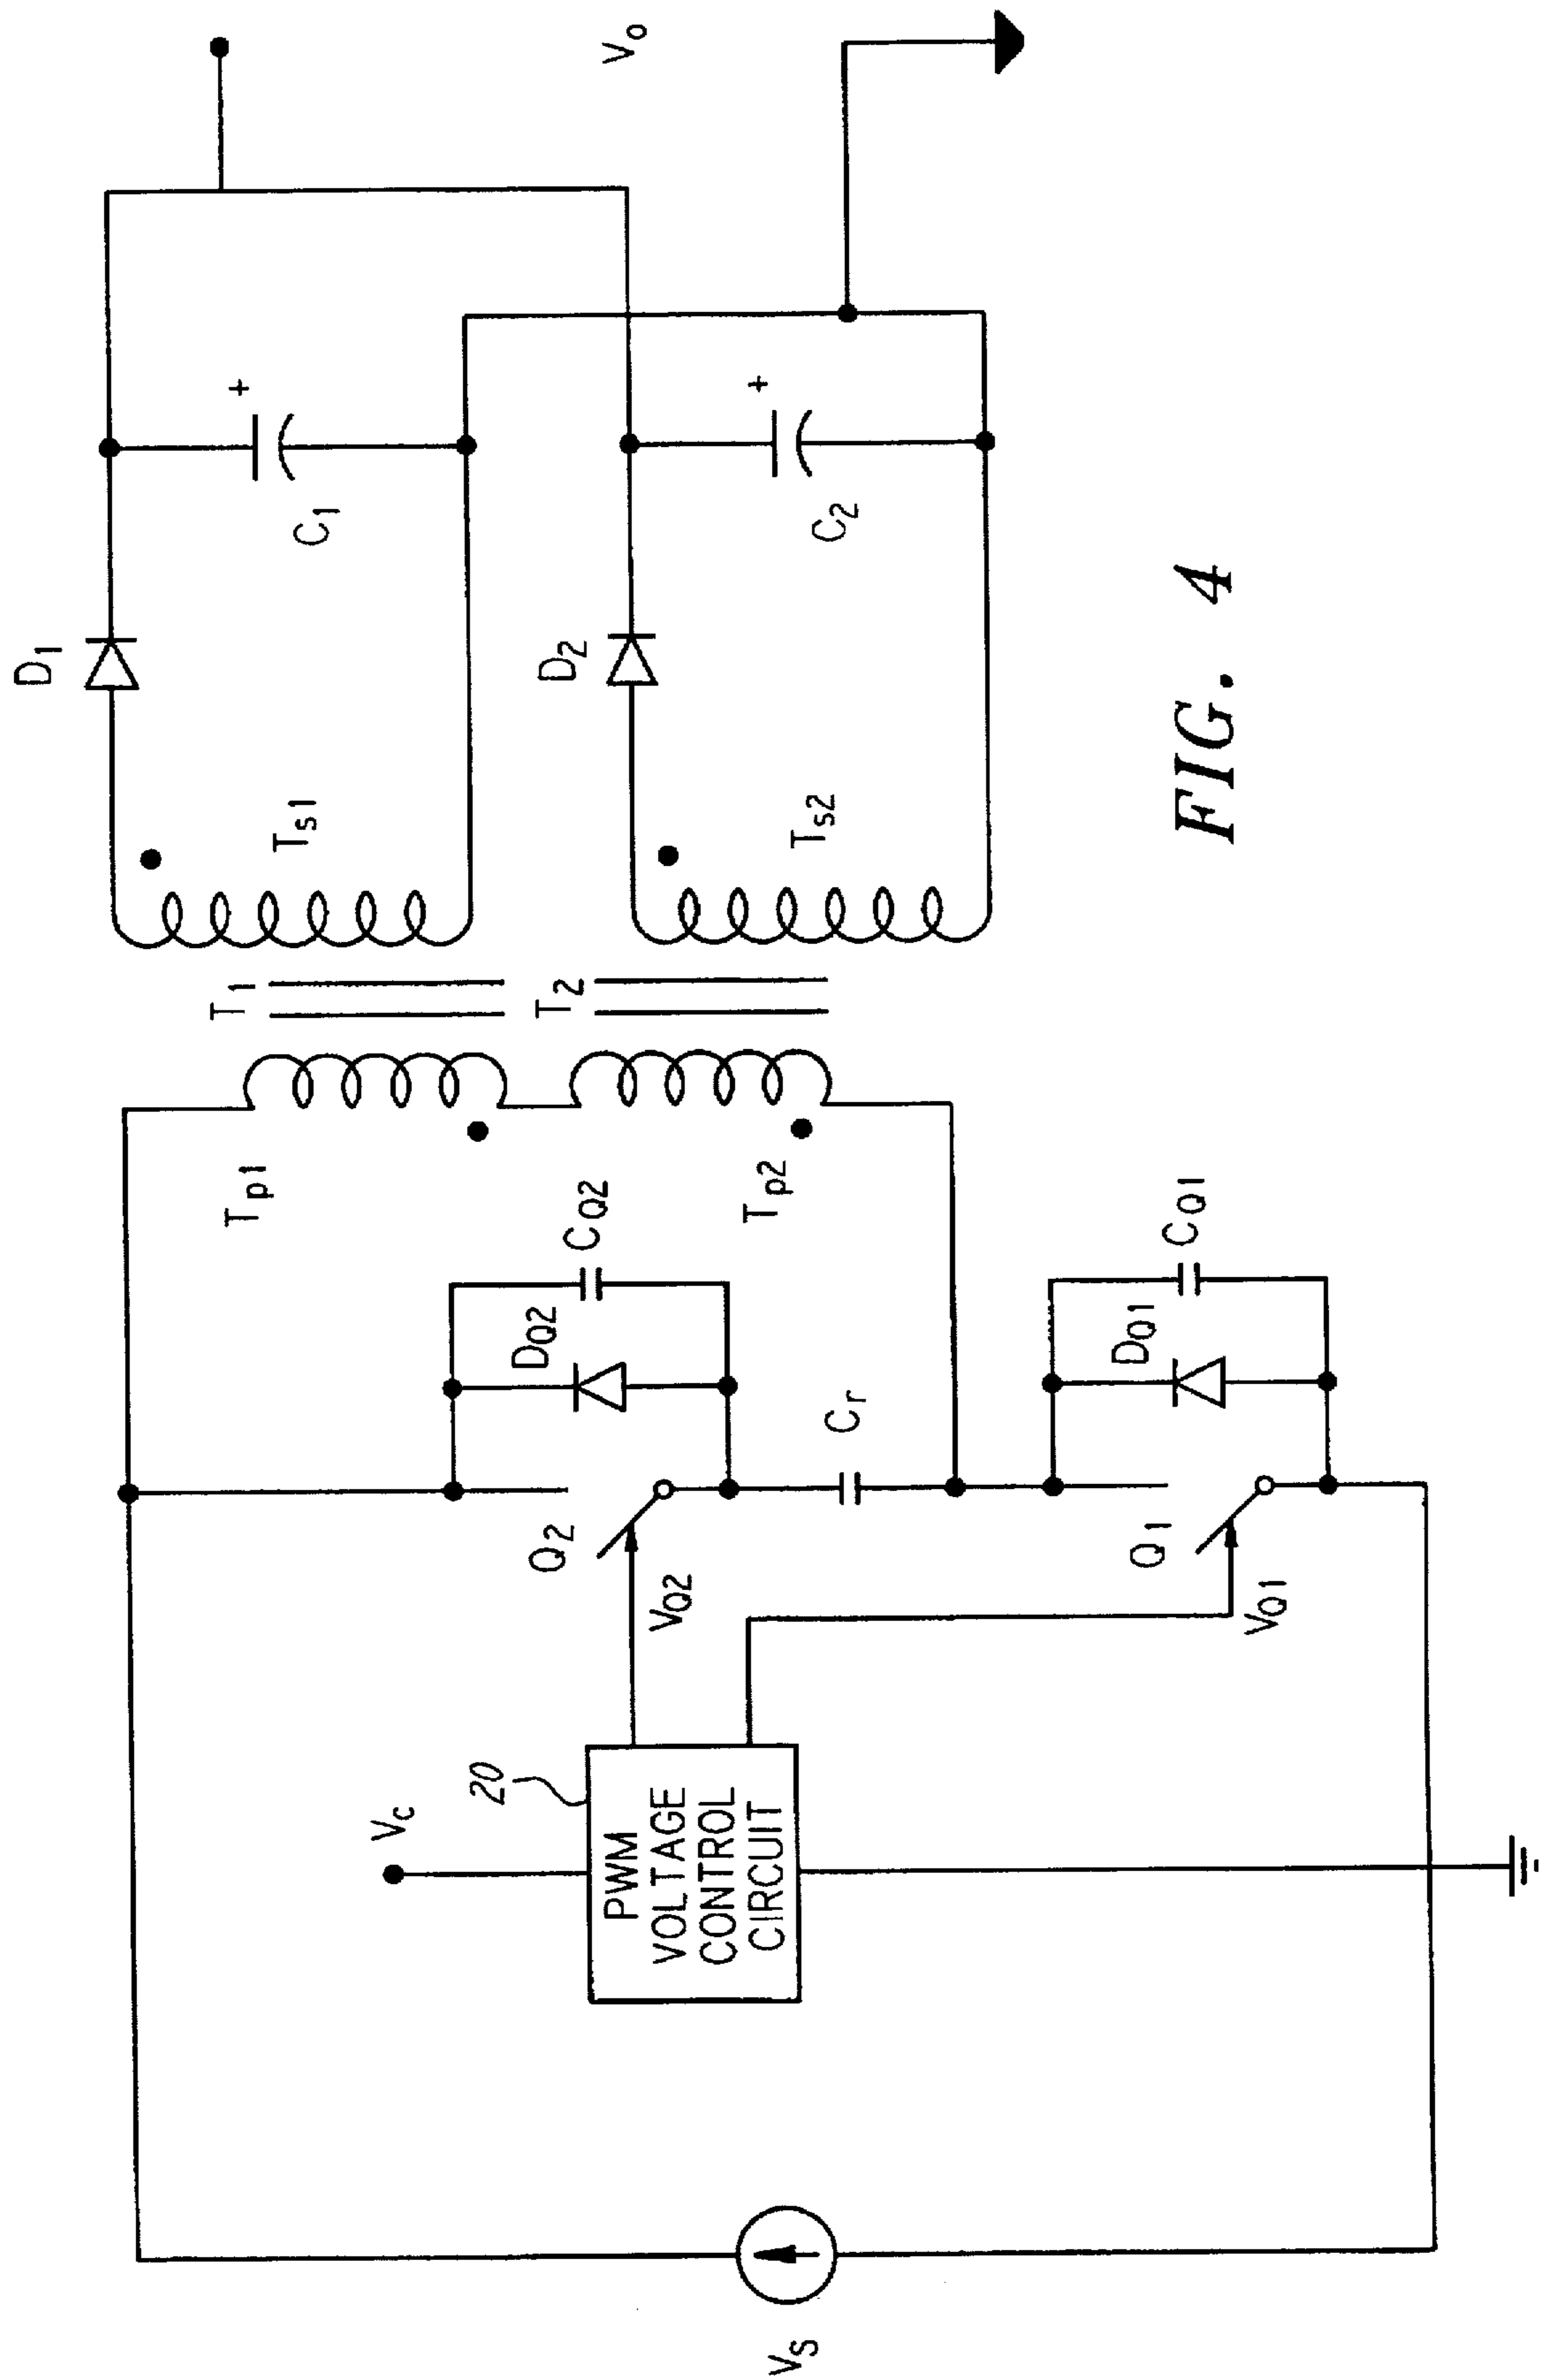 D1
C1
+
Ts1
T1
Tp1
Vo
D2
C2
+
Ts2
T2
Tp2
CQ2
DQ2
Q2
VQ2
Cr
CQ1
DQ1
Q1
VQ1
Vc
20
PWM
VOLTAGE
CONTROL
CIRCUIT
Vs
FIG. 4